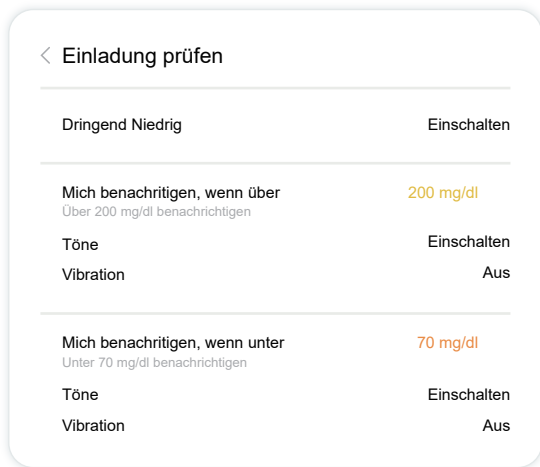 Einladung prüfen
Dringend Niedrig Einschalten
Mich benachritigen, wenn über 200 mg/dl
Über 200 mg/dl benachrichtigen
Töne Einschalten
Vibration Aus
Mich benachritigen, wenn unter 70 mg/dl
Unter 70 mg/dl benachrichtigen
Töne Einschalten
Vibration Aus